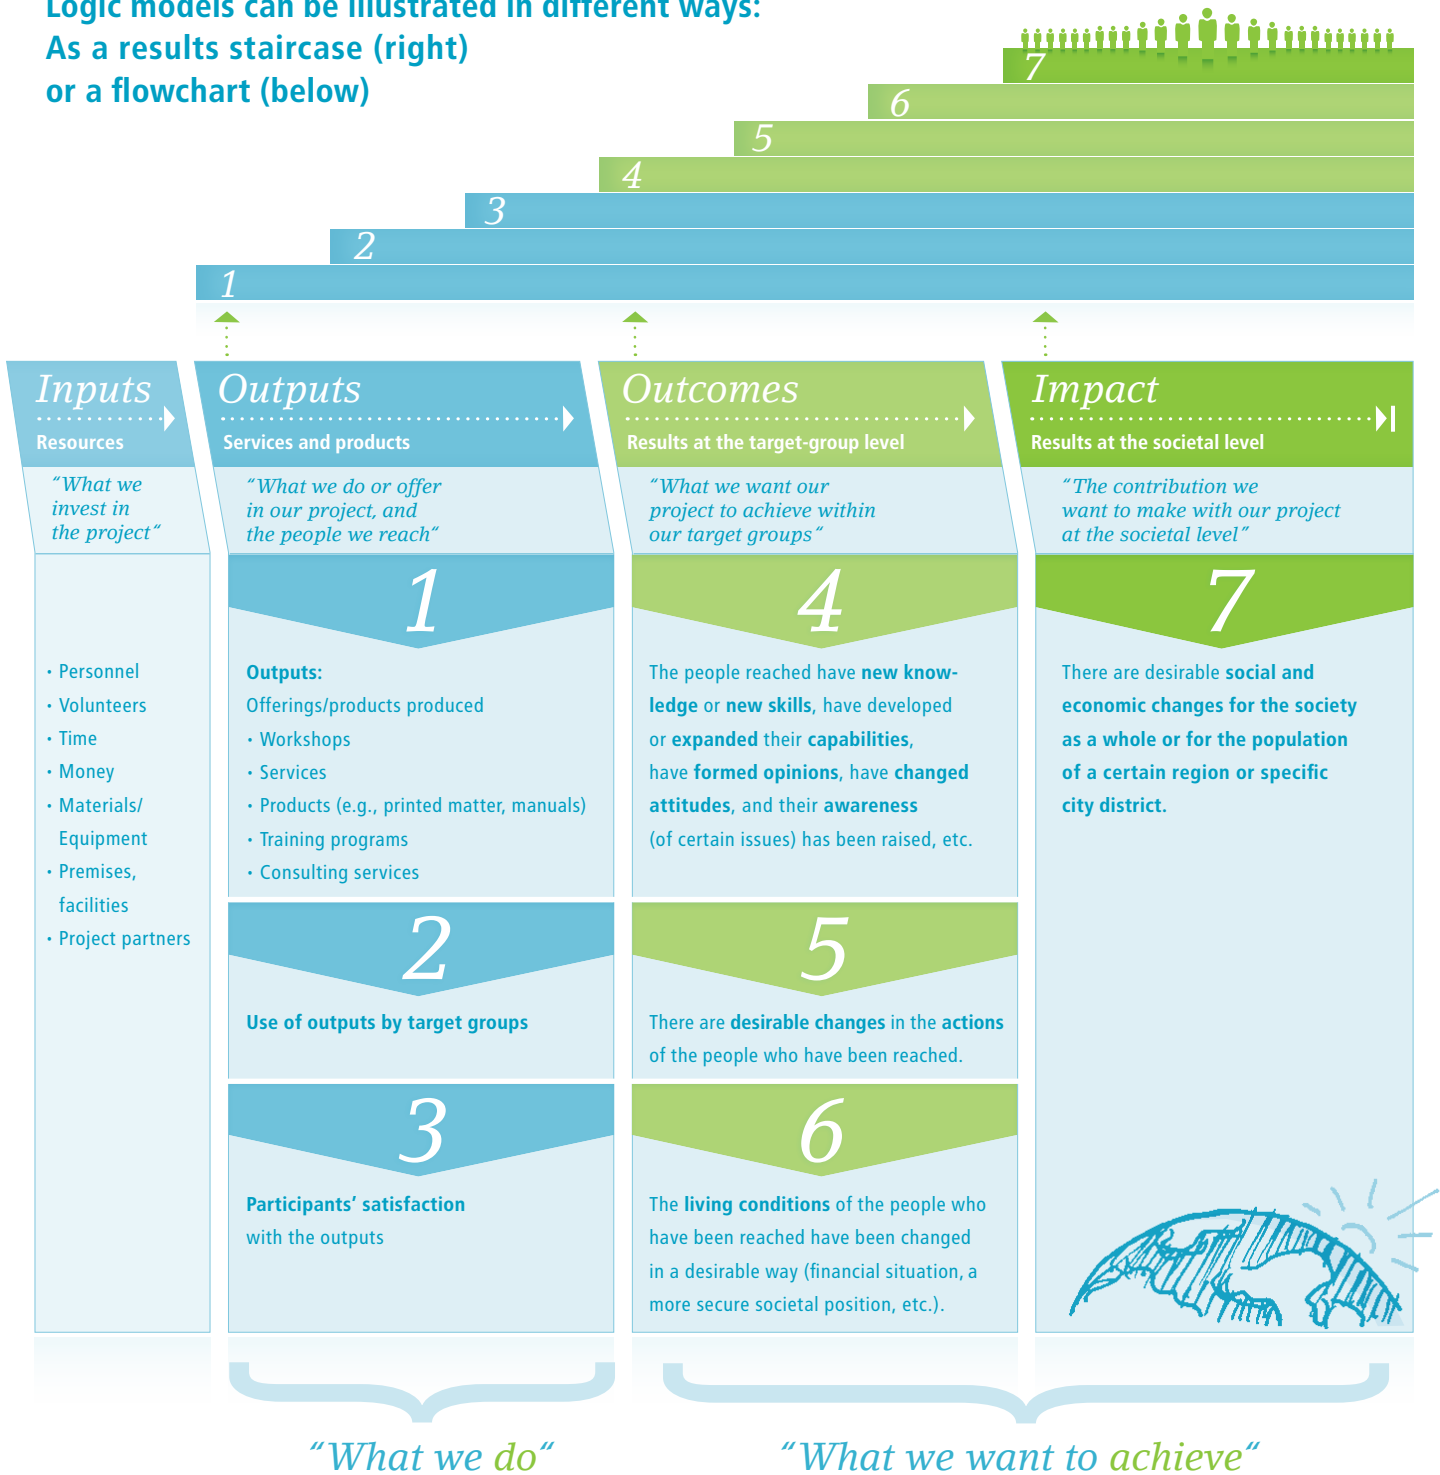 Logic models can be illustrated in different ways:
As a results staircase (right)
or a flowchart (below)
7
6
5
4
3
2
1
Inputs
Resources
“What we
invest in
the project“
• Personnel
• Volunteers
• Time
• Money
• Materials/
Equipment
• Premises,
facilities
• Project partners
Outputs
Services and products
“What we do or offer
in our project, and
the people we reach“
1
Outputs:
Offerings/products produced
• Workshops
• Services
• Products (e.g., printed matter, manuals)
• Training programs
• Consulting services
2
Use of outputs by target groups
3
Participants’ satisfaction
with the outputs
Outcomes
Results at the target-group level
“What we want our
project to achieve within
our target groups“
4
The people reached have new know-
ledge or new skills, have developed
or expanded their capabilities,
have formed opinions, have changed
attitudes, and their awareness
(of certain issues) has been raised, etc.
5
There are desirable changes in the actions
of the people who have been reached.
6
The living conditions of the people who
have been reached have been changed
in a desirable way (financial situation, a
more secure societal position, etc.).
Impact
Results at the societal level
“The contribution we
want to make with our project
at the societal level”
7
There are desirable social and
economic changes for the society
as a whole or for the population
of a certain region or specific
city district.
“What we do“
“What we want to achieve“